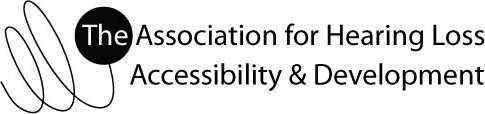 The Association for Hearing Loss
Accessibility & Development